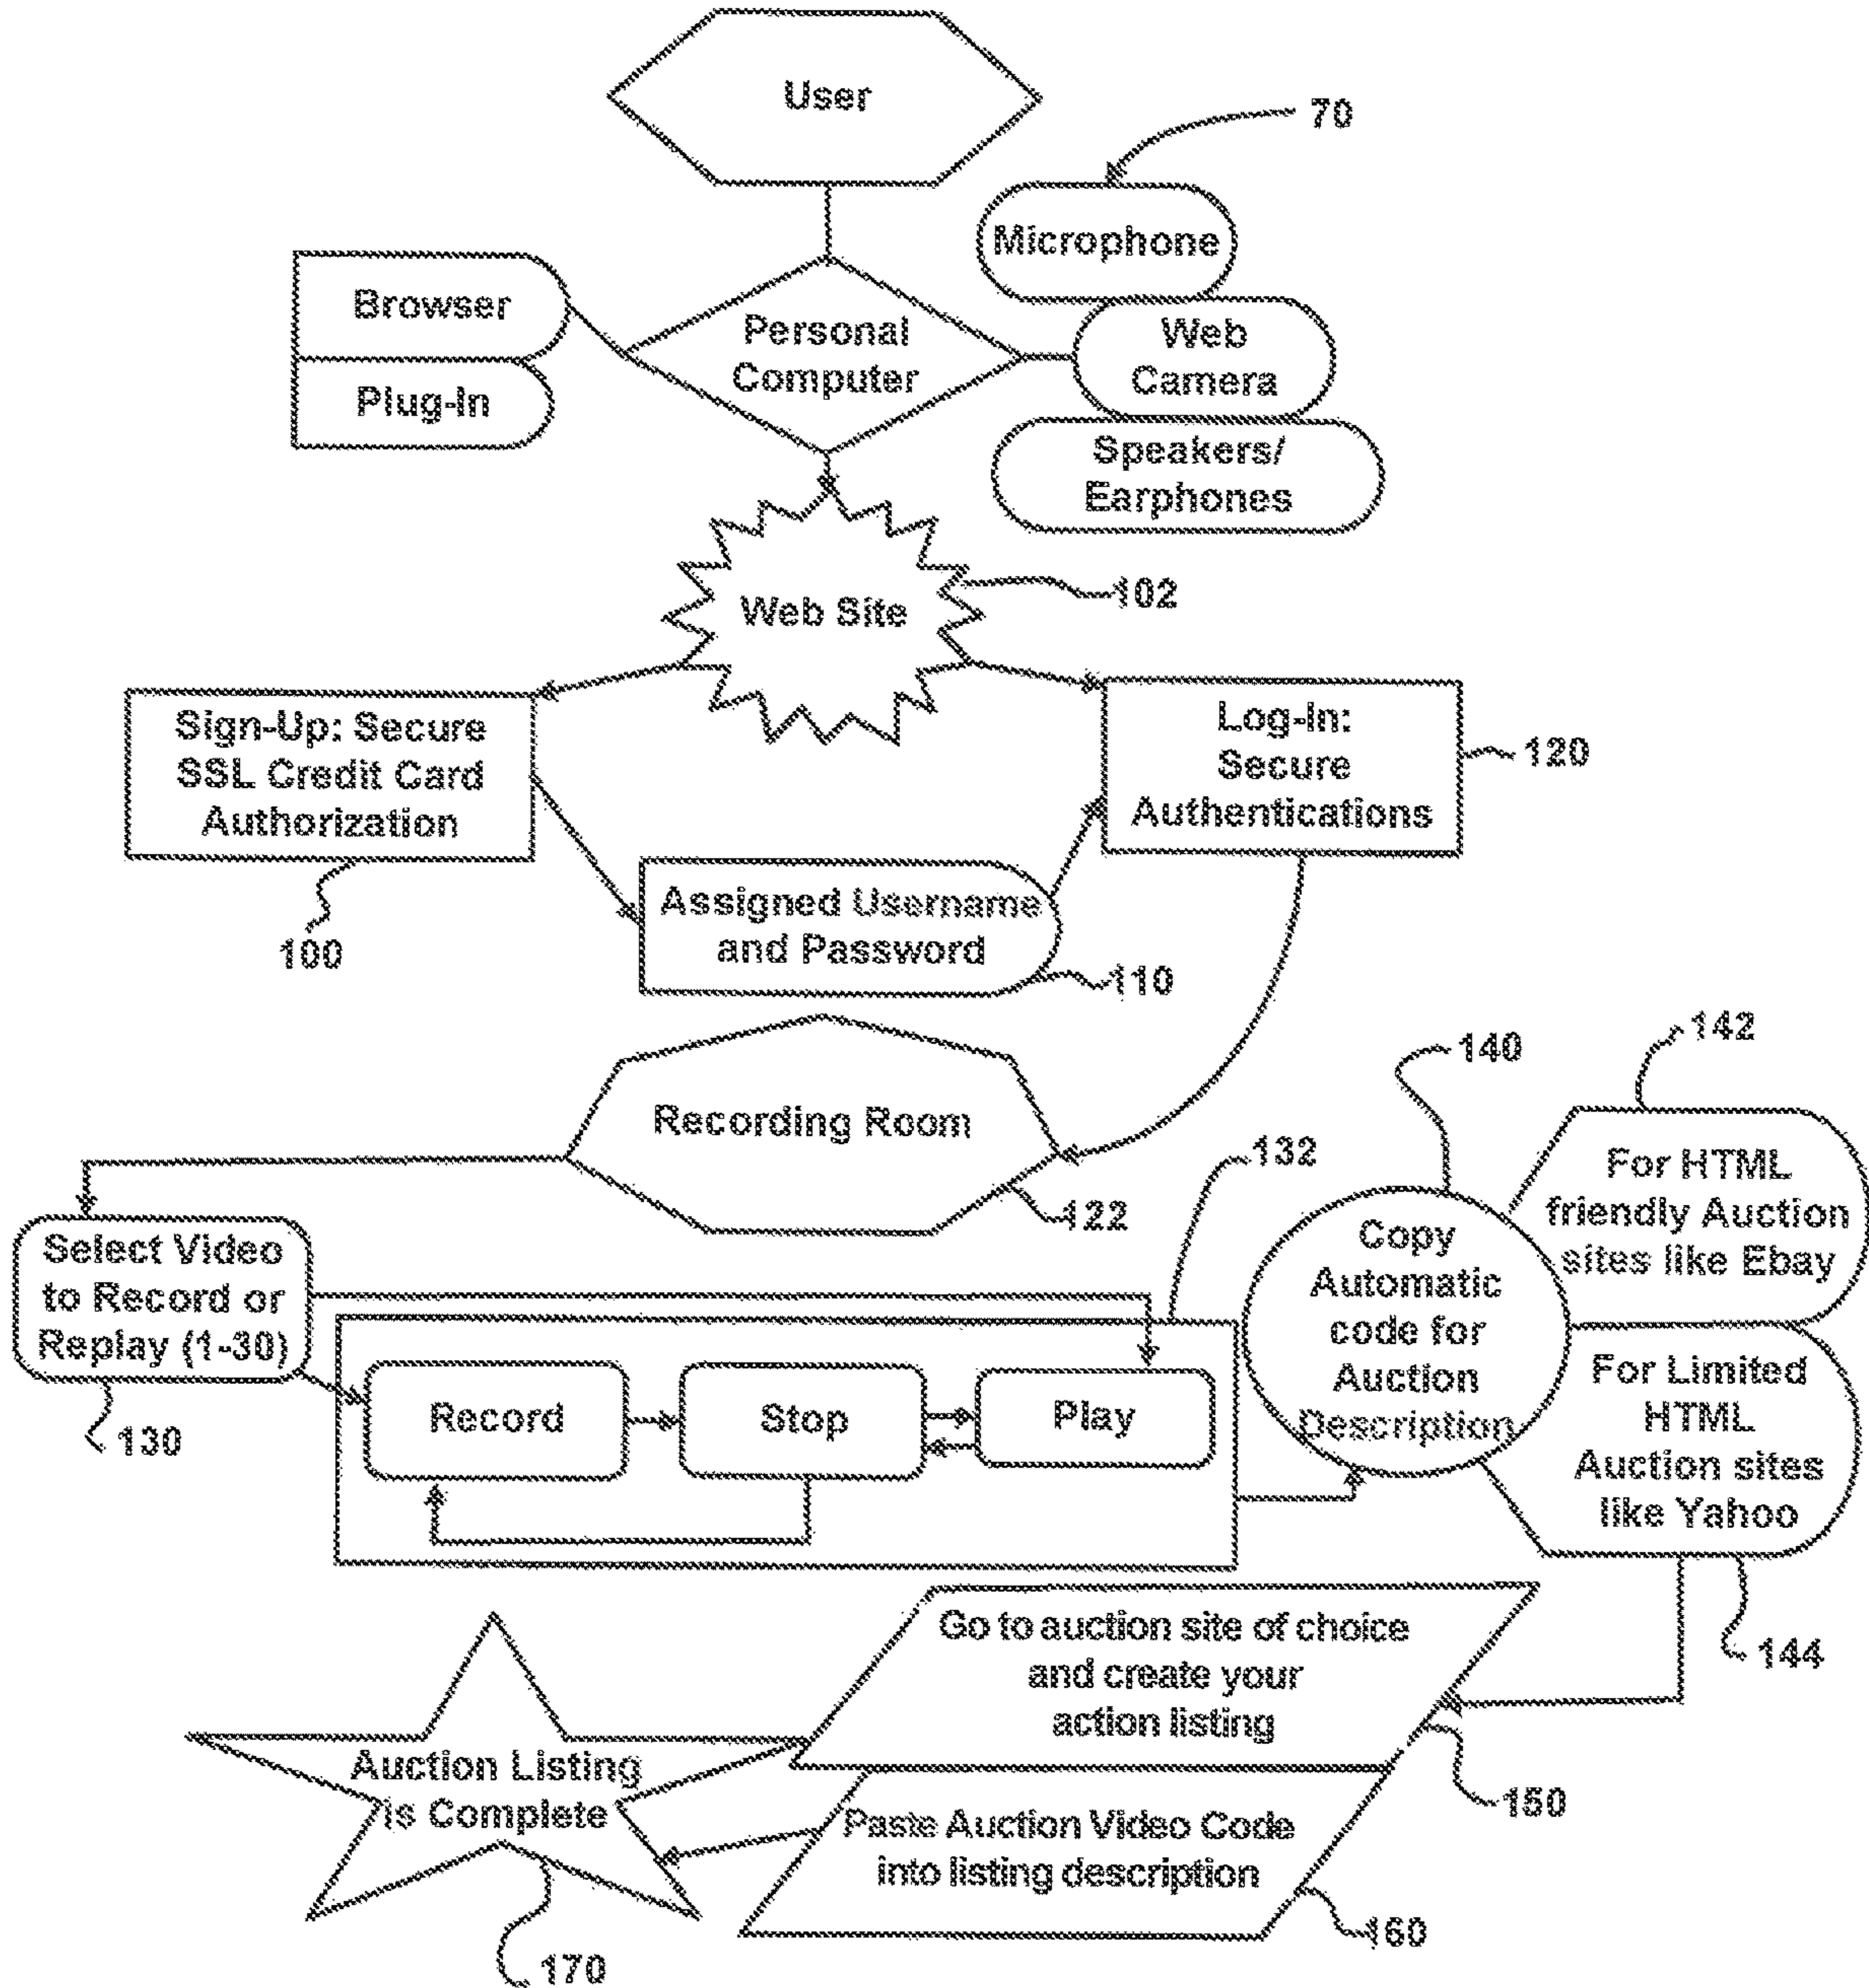 User
70
Microphone
Browser
Plug-In
Personal
Computer
Web
Camera
Speakers/
Earphones
Web Site
102
Sign-Up: Secure
SSL Credit Card
Authorization
100
Log-In:
Secure
Authentications
120
Assigned Username
and Password
110
Recording Room
122
132
140
142
Select Video
to Record or
Replay (1-30)
130
Record
Stop
Play
Copy
Automatic
code for
Auction
Description
For HTML
friendly Auction
sites like Ebay
For Limited
HTML
Auction sites
like Yahoo
144
Go to auction site of choice
and create your
action listing
150
Auction Listing
is Complete
170
Paste Auction Video Code
into listing description
160